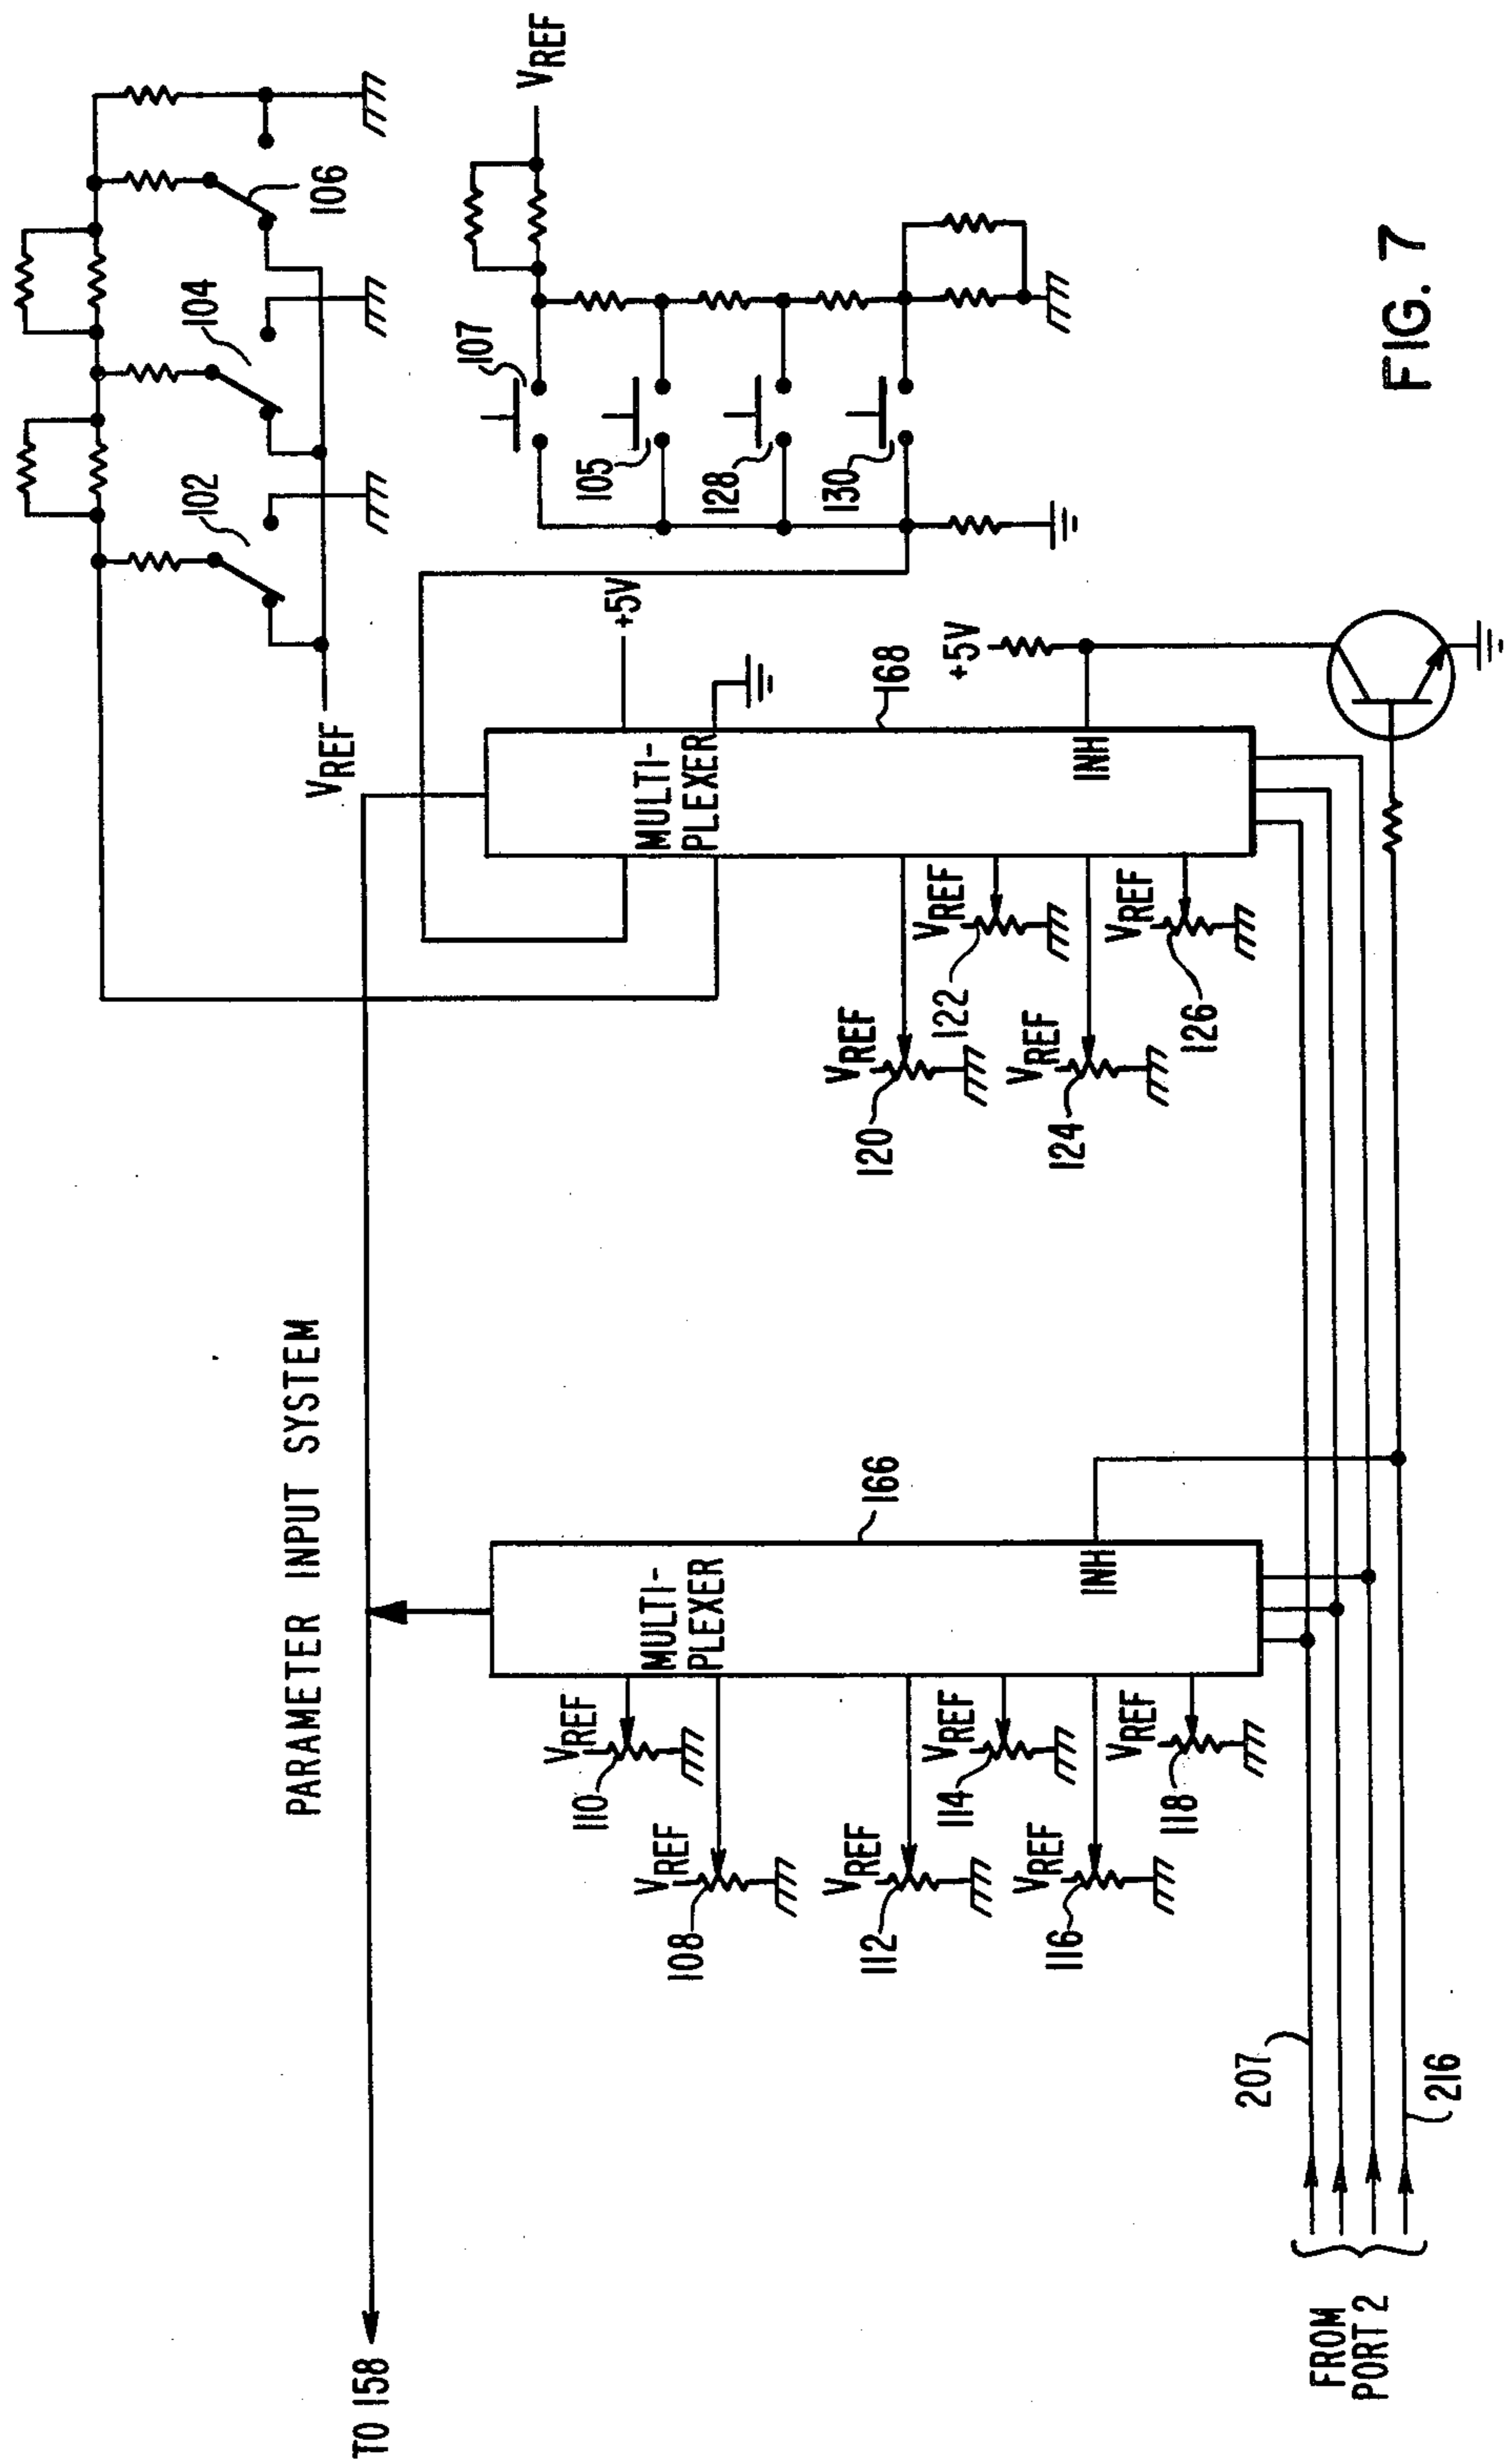 PARAMETER INPUT SYSTEM
TO 158
VREF
102
104
106
VREF
107
105
128
130
+5V
+5V
MULTI-
PLEXER
INH
166
MULTI-
PLEXER
INH
168
VREF
110
VREF
108
VREF
112
VREF
114
VREF
116
VREF
118
VREF
120
VREF
122
VREF
124
VREF
126
207
216
FROM
PORT 2
FIG. 7